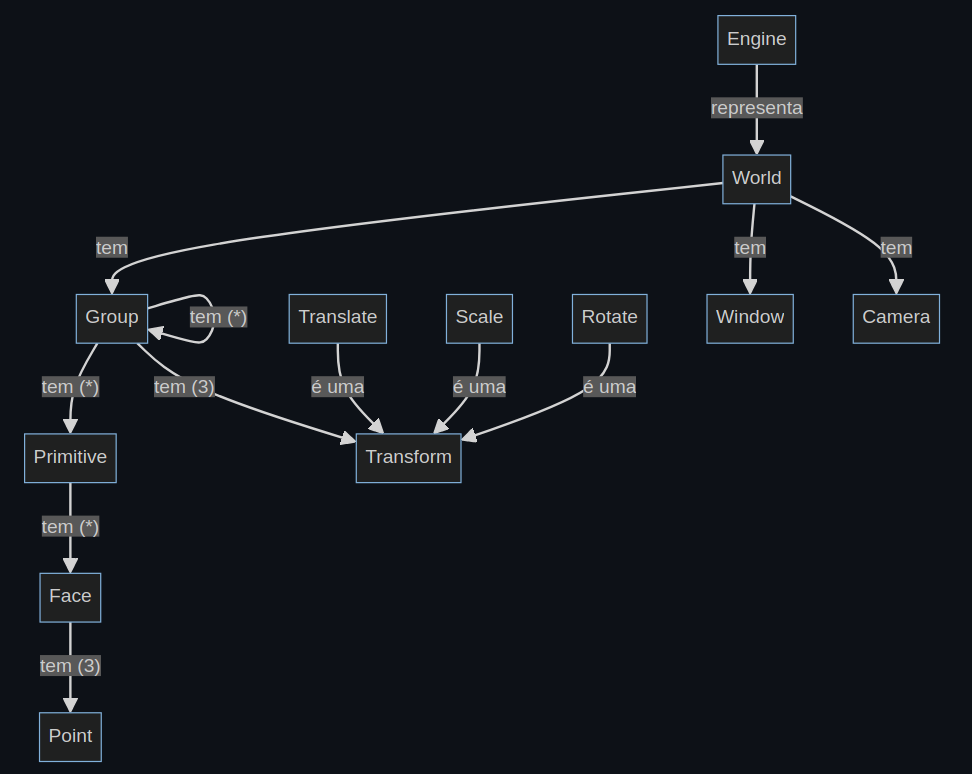 Engine
representa
World
tem
tem
tem
Group
tem (*)
Translate
Scale
Rotate
Window
Camera
tem (*)
tem (3)
é uma
é uma
é uma
Primitive
Transform
tem (*)
Face
tem (3)
Point